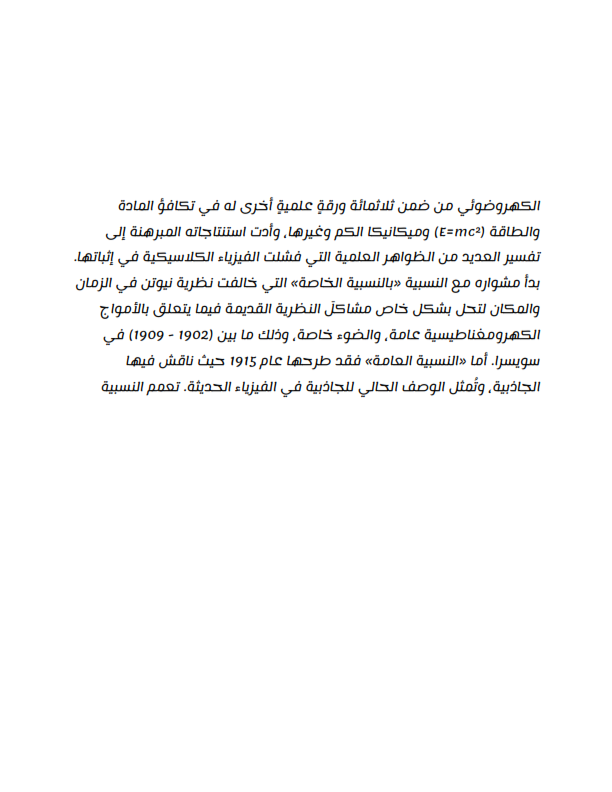 الكهروضوئي من ضمن ثلاثمائة ورقةٍ علميةٍ أخرى له في تكافؤ المادة
والطاقة (E=mc²) وميكانيكا الكم وغيرها، وأدت استنتاجاته المبرهنة إلى
تفسير العديد من الظواهر العلمية التي فشلت الفيزياء الكلاسيكية في إثباتها.
بدأ مشواره مع النسبية «بالنسبية الخاصة» التي خالفت نظرية نيوتن في الزمان
والمكان لتحل بشكل خاص مشاكلَ النظرية القديمة فيما يتعلق بالأمواج
الكهرومغناطيسية عامة، والضوء خاصة، وذلك ما بين (1902 - 1909) في
سويسرا. أما «النسبية العامة» فقد طرحها عام 1915 حيث ناقش فيها
الجاذبية، وتُمثل الوصف الحالي للجاذبية في الفيزياء الحديثة. تعمم النسبية